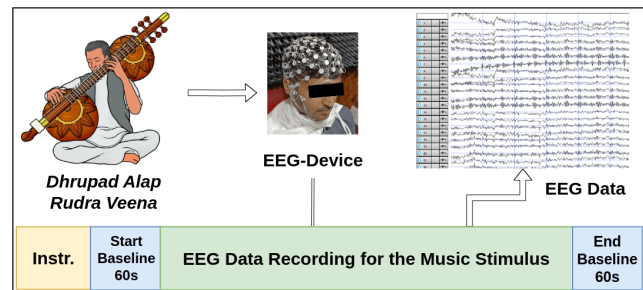 Dhrupad Alap
Rudra Veena
EEG-Device
EEG Data
Instr.
Start
Baseline
60s
EEG Data Recording for the Music Stimulus
End
Baseline
60s